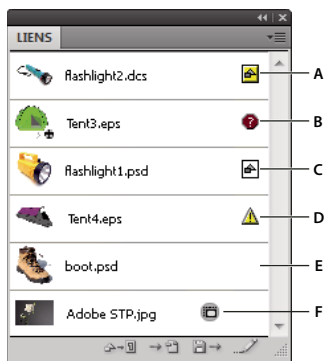 LIENS
flashlight2.dcs
A
Tent3.eps
B
flashlight1.psd
C
Tent4.eps
D
boot.psd
E
Adobe STP.jpg
F